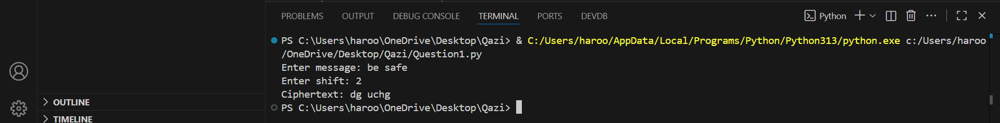 PROBLEMS OUTPUT DEBUG CONSOLE TERMINAL PORTS DEVDB Python
PS C:\Users\haroo\OneDrive\Desktop\Qazi> & C:/Users/haroo/AppData/Local/Programs/Python/Python313/python.exe c:/Users/haroo
/OneDrive/Desktop/Qazi/Question1.py
Enter message: be safe
Enter shift: 2
Ciphertext: dg uchg
PS C:\Users\haroo\OneDrive\Desktop\Qazi>
OUTLINE
TIMELINE